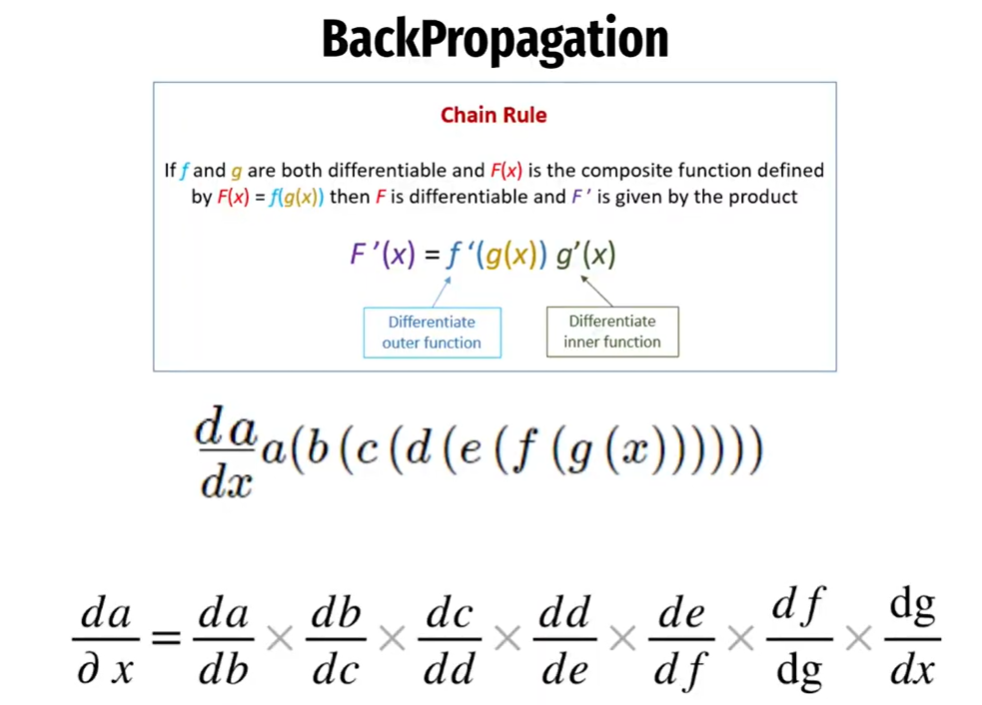 BackPropagation
Chain Rule
If f and g are both differentiable and F(x) is the composite function defined
by F(x) = f(g(x)) then F is differentiable and F ′ is given by the product
F ′(x) = f ‘(g(x)) g′(x)
Differentiate
outer function
Differentiate
inner function
da/dx a(b(c(d(e(f(g(x)))))))
da/∂x = da/db × db/dc × dc/dd × dd/de × de/df × df/dg × dg/dx